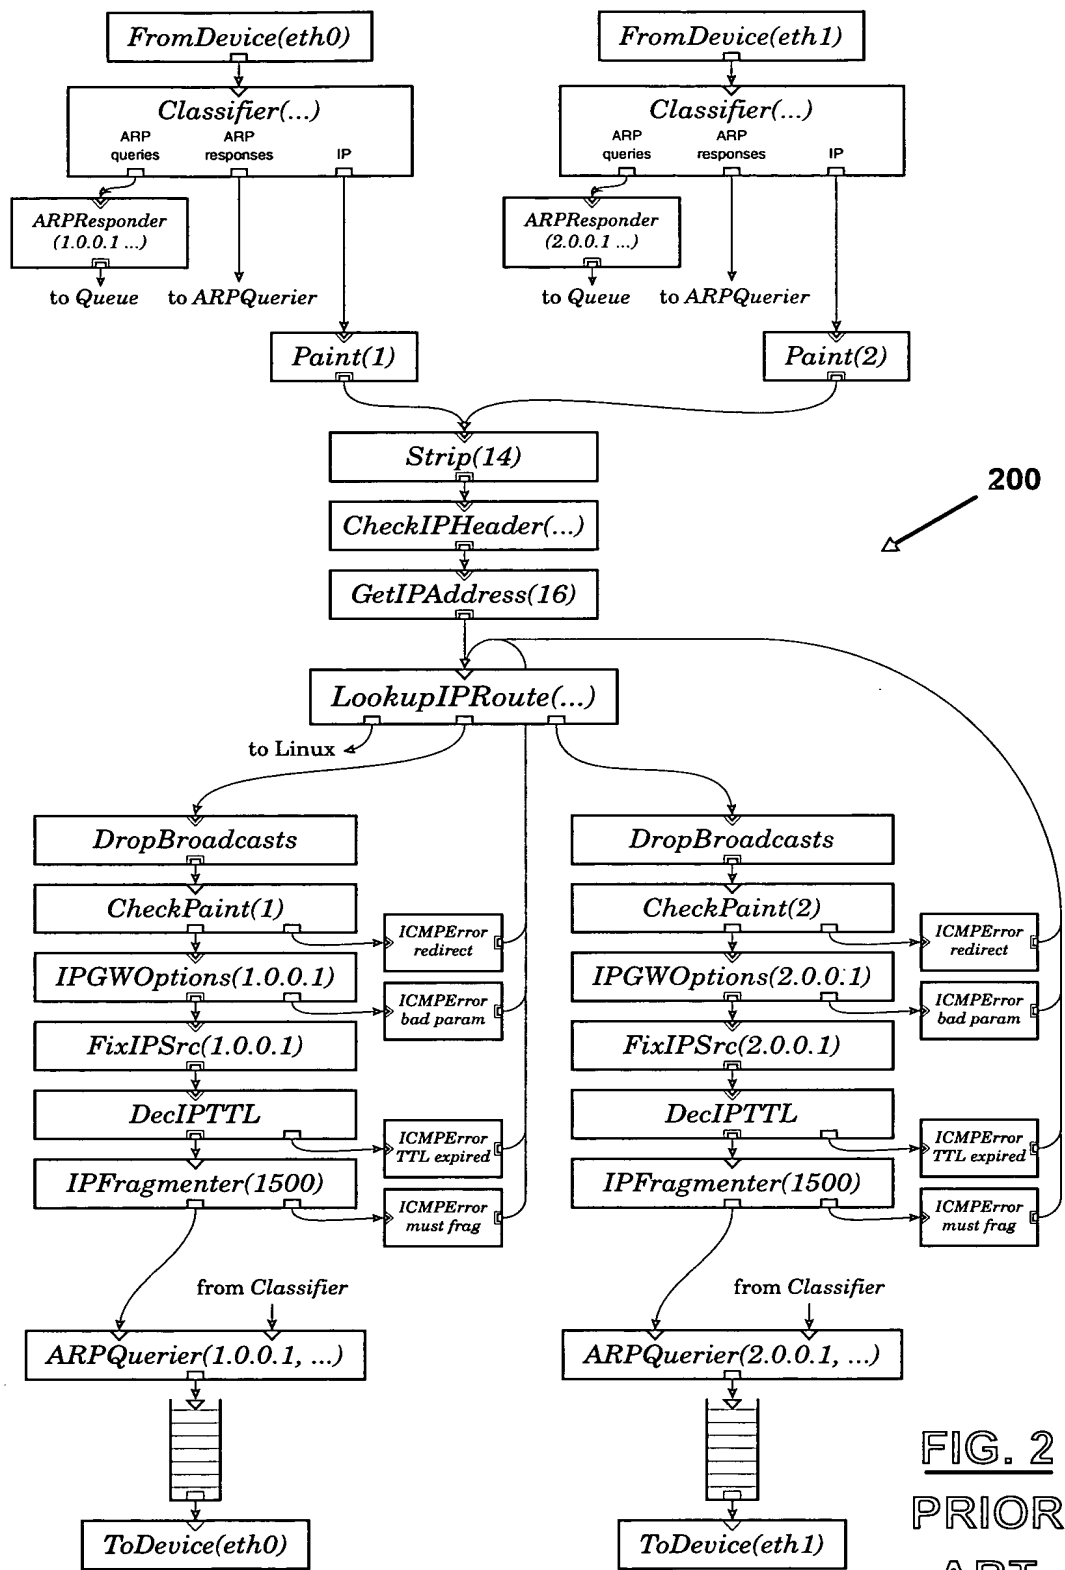 FromDevice(eth0)
FromDevice(eth1)
Classifier(...)
ARP
queries
ARP
responses
IP
Classifier(...)
ARP
queries
ARP
responses
IP
ARPResponder
(1.0.0.1 ...)
ARPResponder
(2.0.0.1 ...)
to Queue
to ARPQuerier
to Queue
to ARPQuerier
Paint(1)
Paint(2)
Strip(14)
200
CheckIPHeader(...)
GetIPAddress(16)
LookupIPRoute(...)
to Linux
DropBroadcasts
CheckPaint(1)
ICMPError
redirect
IPGWOptions(1.0.0.1)
ICMPError
bad param
FixIPSrc(1.0.0.1)
DecIPTTL
ICMPError
TTL expired
IPFragmenter(1500)
ICMPError
must frag
from Classifier
ARPQuerier(1.0.0.1, ...)
ToDevice(eth0)
DropBroadcasts
CheckPaint(2)
ICMPError
redirect
IPGWOptions(2.0.0.1)
ICMPError
bad param
FixIPSrc(2.0.0.1)
DecIPTTL
ICMPError
TTL expired
IPFragmenter(1500)
ICMPError
must frag
from Classifier
ARPQuerier(2.0.0.1, ...)
ToDevice(eth1)
FIG. 2
PRIOR
ART